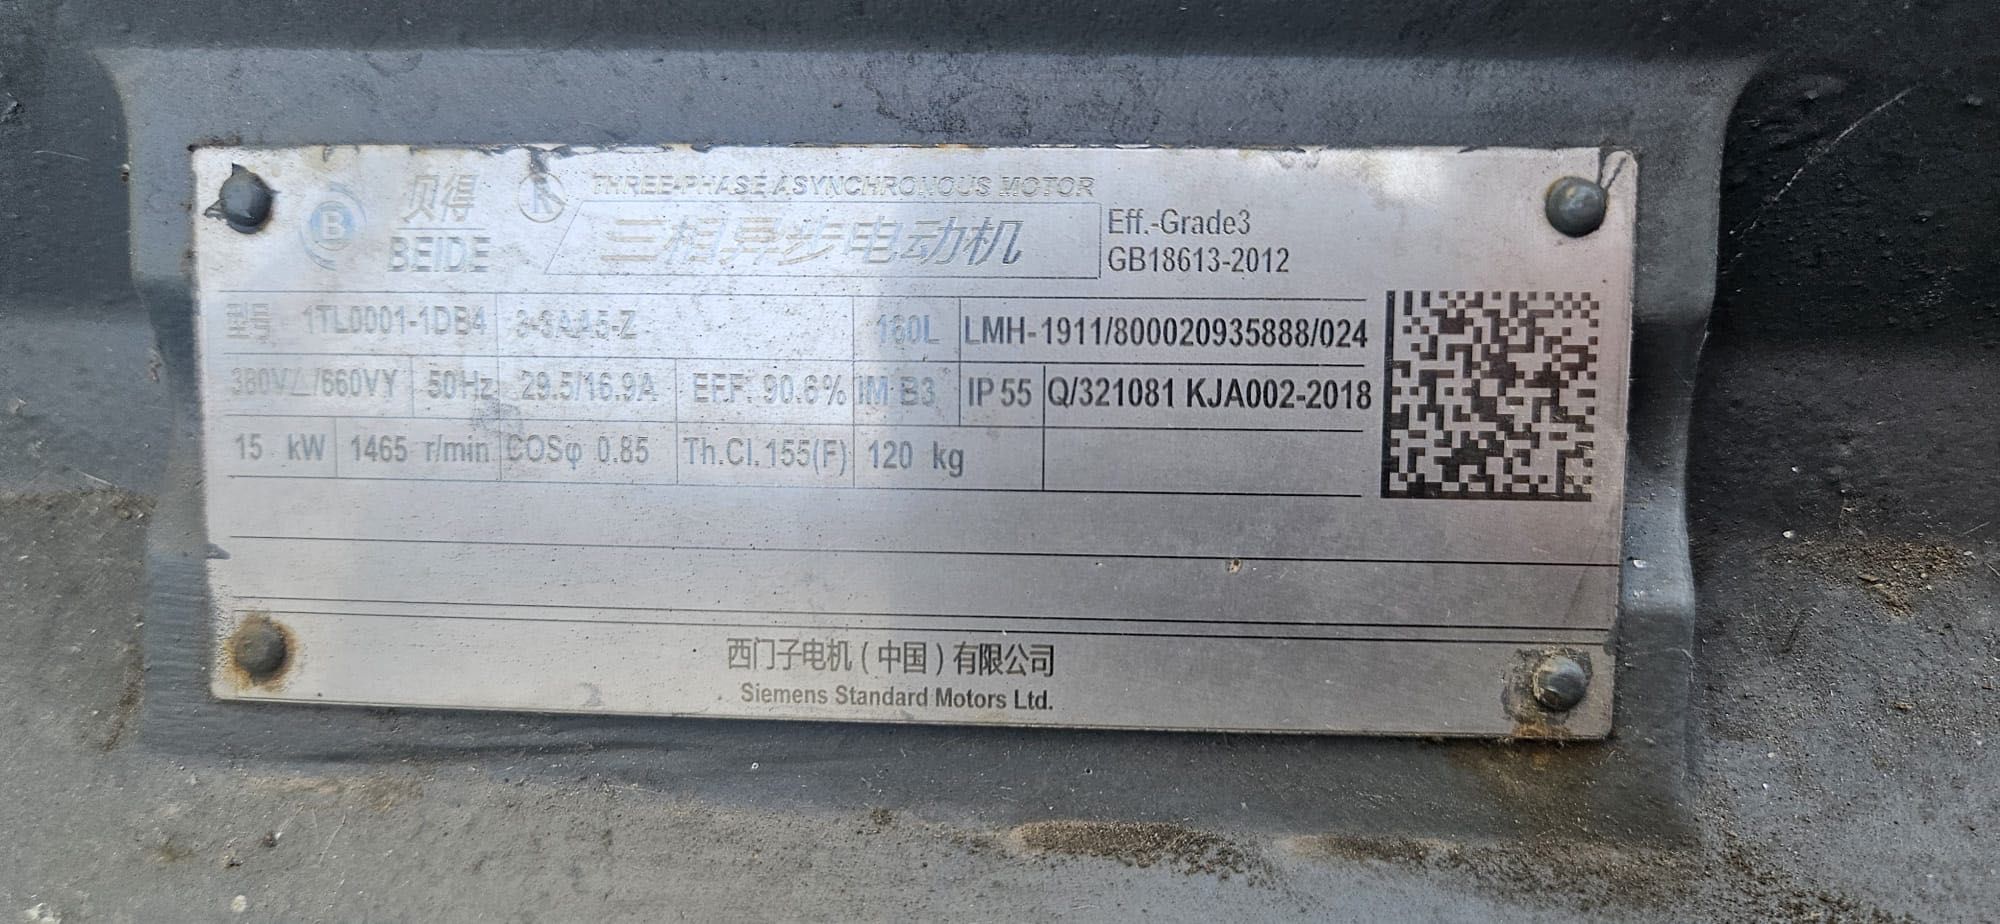 贝得
BEIDE
THREE-PHASE ASYNCHRONOUS MOTOR
三相异步电动机
Eff.-Grade3
GB18613-2012
型号 1TL0001-1DB4 3-3AA5-Z 160L LMH-1911/800020935888/024
380V△/660VY 50Hz 29.5/16.9A EFF. 90.6% IM B3 IP 55 Q/321081 KJA002-2018
15 kW 1465 r/min COSφ 0.85 Th.Cl.155(F) 120 kg
西门子电机(中国)有限公司
Siemens Standard Motors Ltd.